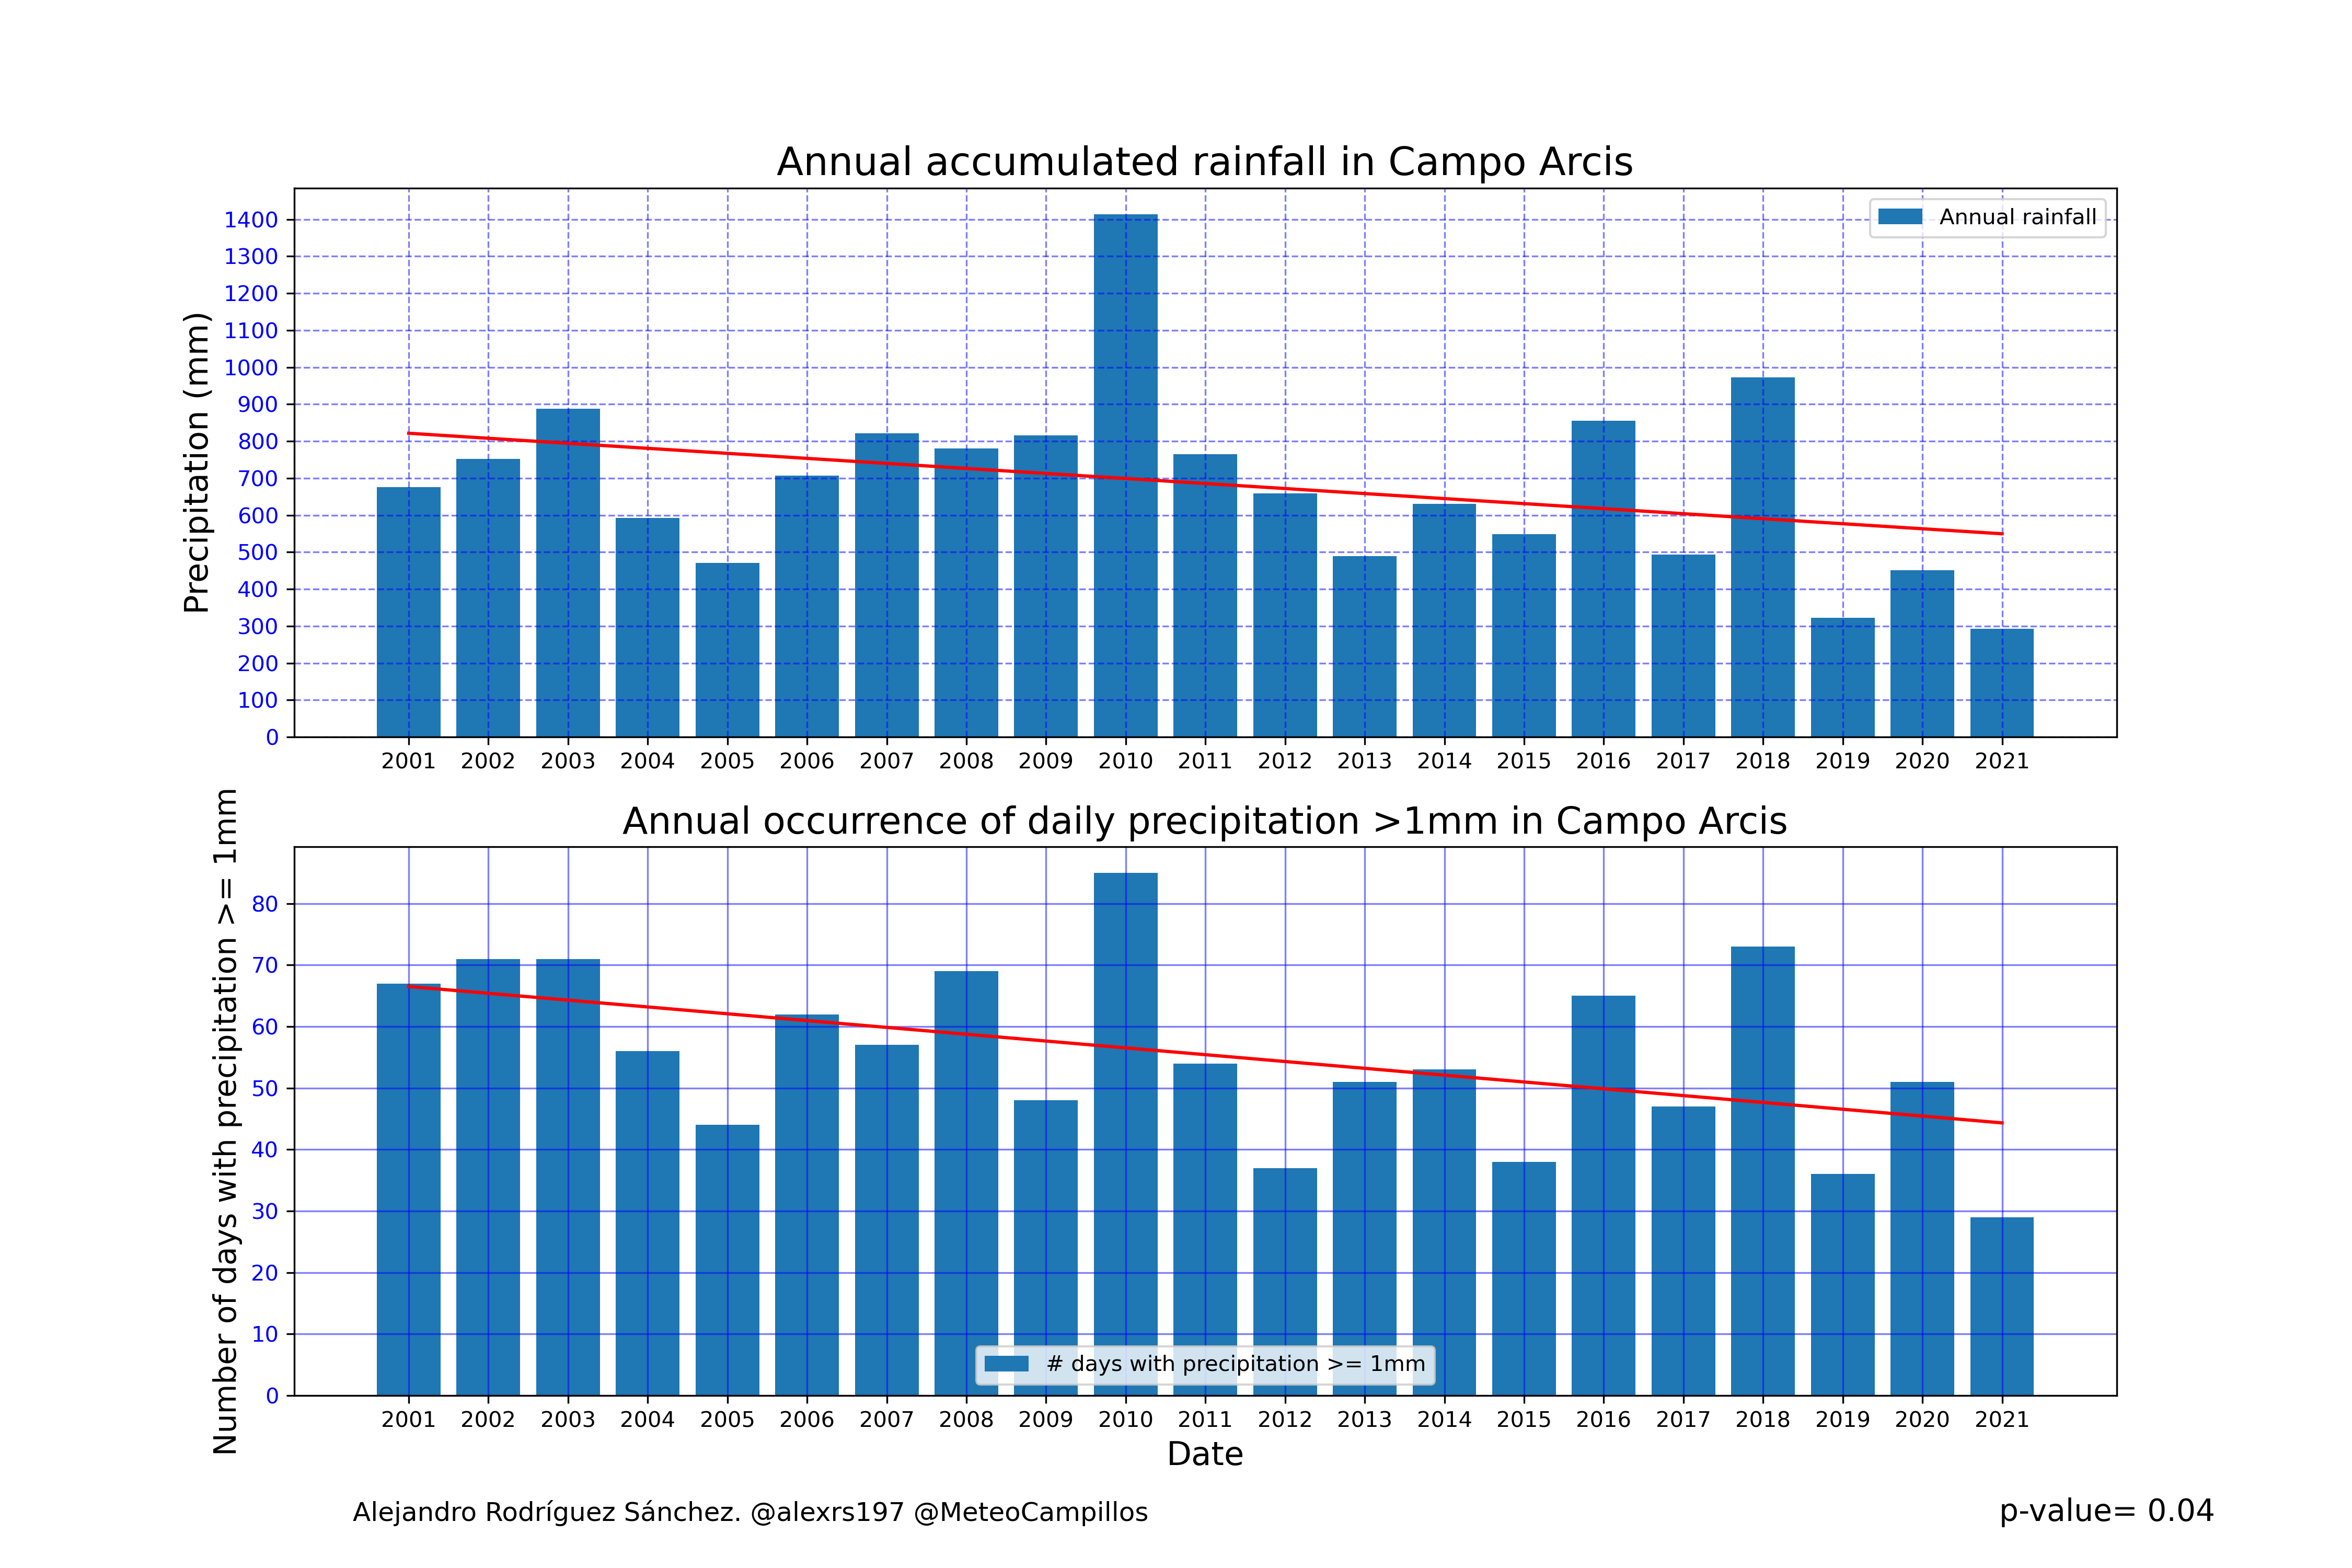 Annual accumulated rainfall in Campo Arcis
Precipitation (mm)
1400
1300
1200
1100
1000
900
800
700
600
500
400
300
200
100
0
Annual rainfall
2001 2002 2003 2004 2005 2006 2007 2008 2009 2010 2011 2012 2013 2014 2015 2016 2017 2018 2019 2020 2021
Annual occurrence of daily precipitation >1mm in Campo Arcis
Number of days with precipitation >= 1mm
80
70
60
50
40
30
20
10
0
# days with precipitation >= 1mm
2001 2002 2003 2004 2005 2006 2007 2008 2009 2010 2011 2012 2013 2014 2015 2016 2017 2018 2019 2020 2021
Date
Alejandro Rodríguez Sánchez. @alexrs197 @MeteoCampillos
p-value= 0.04